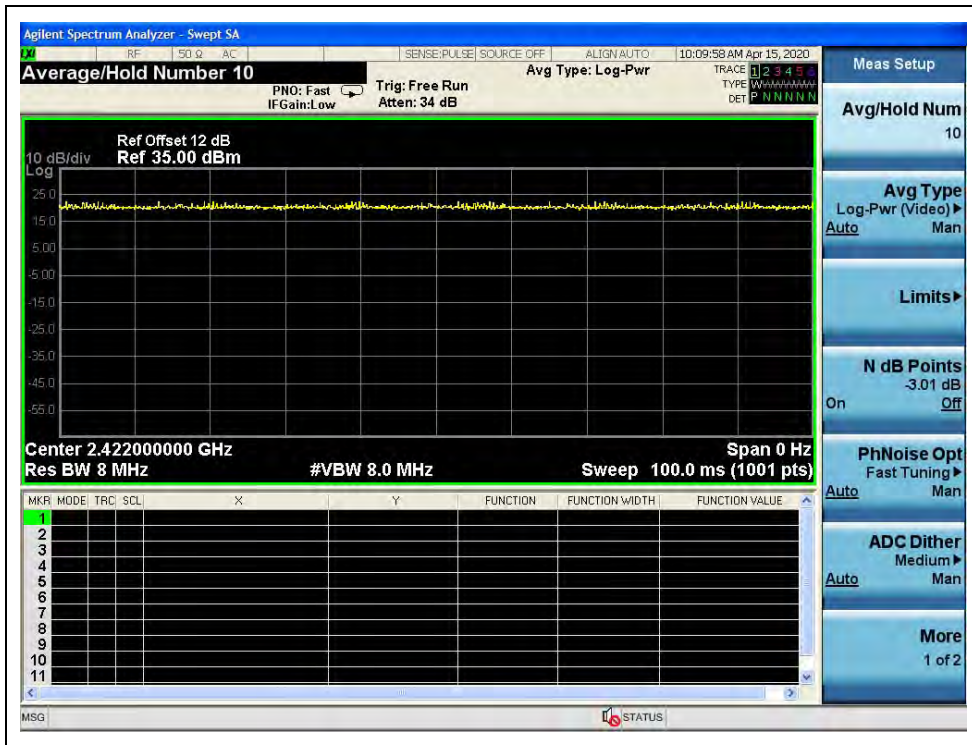 Agilent Spectrum Analyzer - Swept SA
LXI RF 50 Ω AC SENSE:PULSE SOURCE OFF ALIGN AUTO 10:09:58 AM Apr 15, 2020
Average/Hold Number 10
Avg Type: Log-Pwr
PNO: Fast
IFGain:Low
Trig: Free Run
Atten: 34 dB
TRACE 1 2 3 4 5 6
TYPE
DET P N N N N N
Ref Offset 12 dB
10 dB/div Ref 35.00 dBm
Log
25.0
15.0
5.00
-5.00
-15.0
-25.0
-35.0
-45.0
-55.0
Center 2.422000000 GHz Span 0 Hz
Res BW 8 MHz #VBW 8.0 MHz Sweep 100.0 ms (1001 pts)
MKR MODE TRC SCL X Y FUNCTION FUNCTION WIDTH FUNCTION VALUE
1
2
3
4
5
6
7
8
9
10
11
MSG STATUS
Meas Setup
Avg/Hold Num
10
Avg Type
Log-Pwr (Video)
Auto Man
Limits
N dB Points
-3.01 dB
On Off
PhNoise Opt
Fast Tuning
Auto Man
ADC Dither
Medium
Auto Man
More
1 of 2